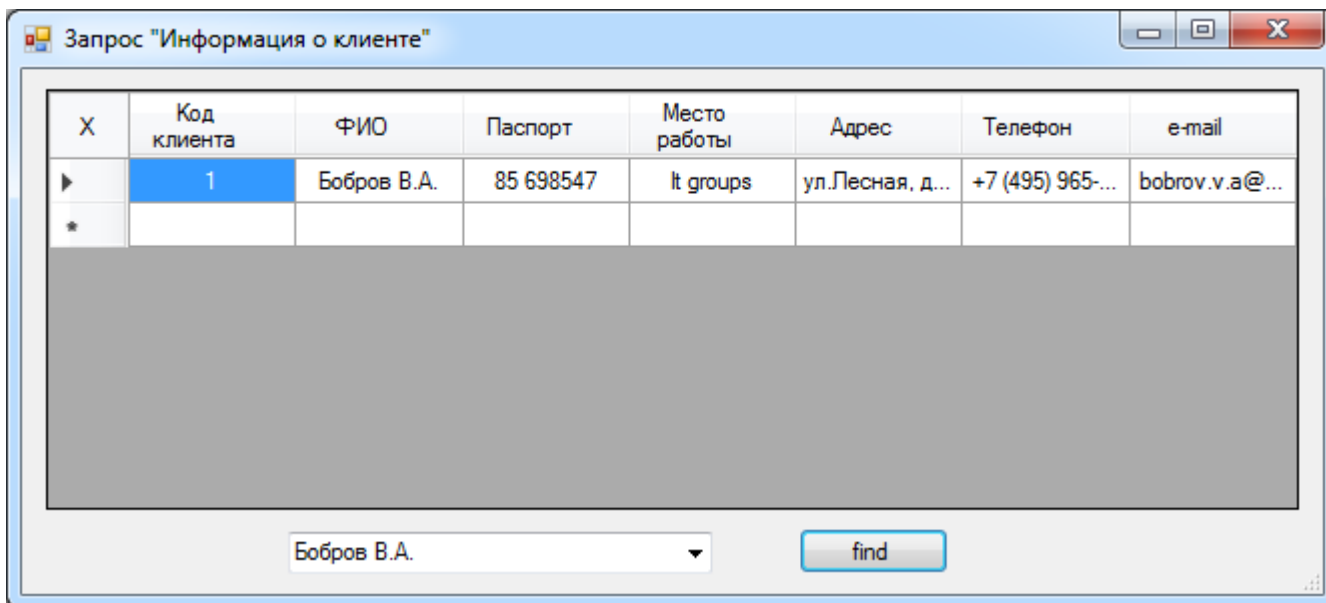 Запрос "Информация о клиенте"
X Код клиента ФИО Паспорт Место работы Адрес Телефон e-mail
1 Бобров В.А. 85 698547 It groups ул.Лесная, д... +7 (495) 965-... bobrov.v.a@...
*
Бобров В.А. find